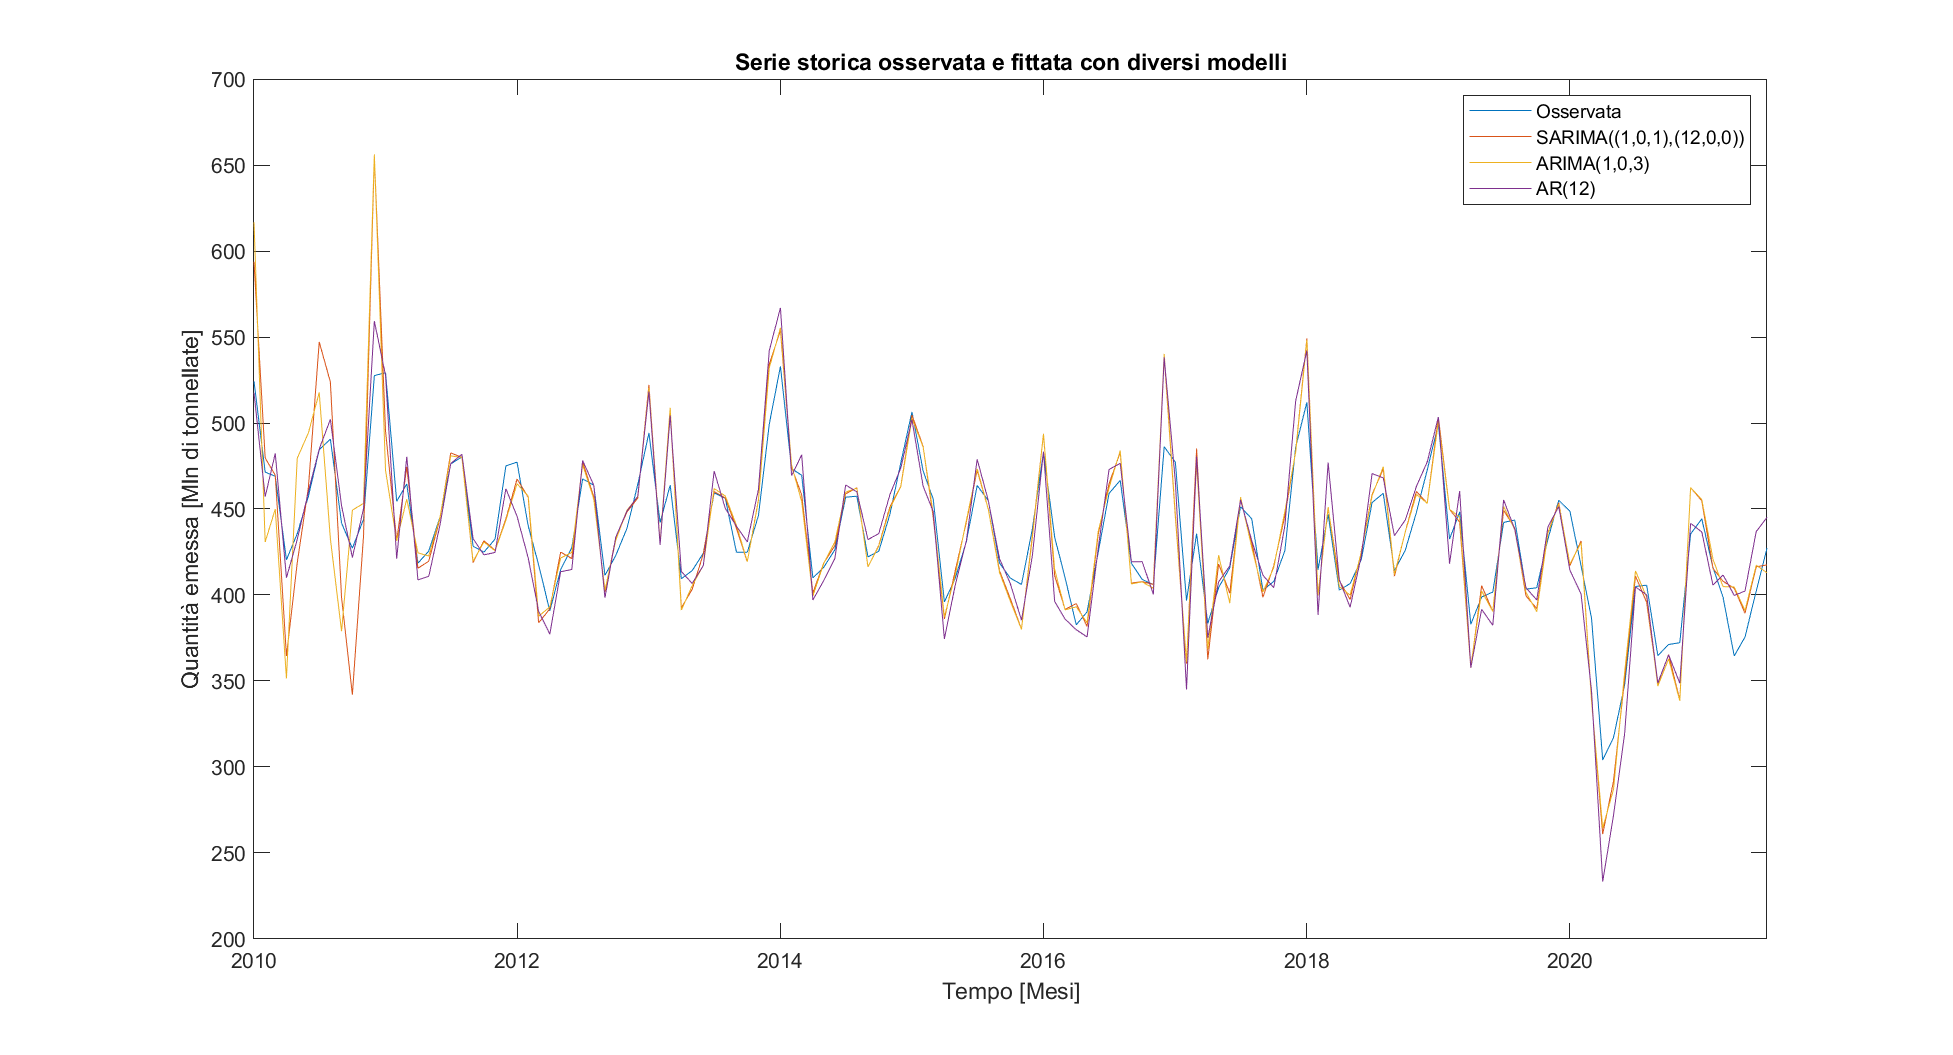 Serie storica osservata e fittata con diversi modelli
700
650
600
550
500
450
400
350
300
250
200
Quantità emessa [Mln di tonnellate]
Osservata
SARIMA((1,0,1),(12,0,0))
ARIMA(1,0,3)
AR(12)
2010 2012 2014 2016 2018 2020
Tempo [Mesi]